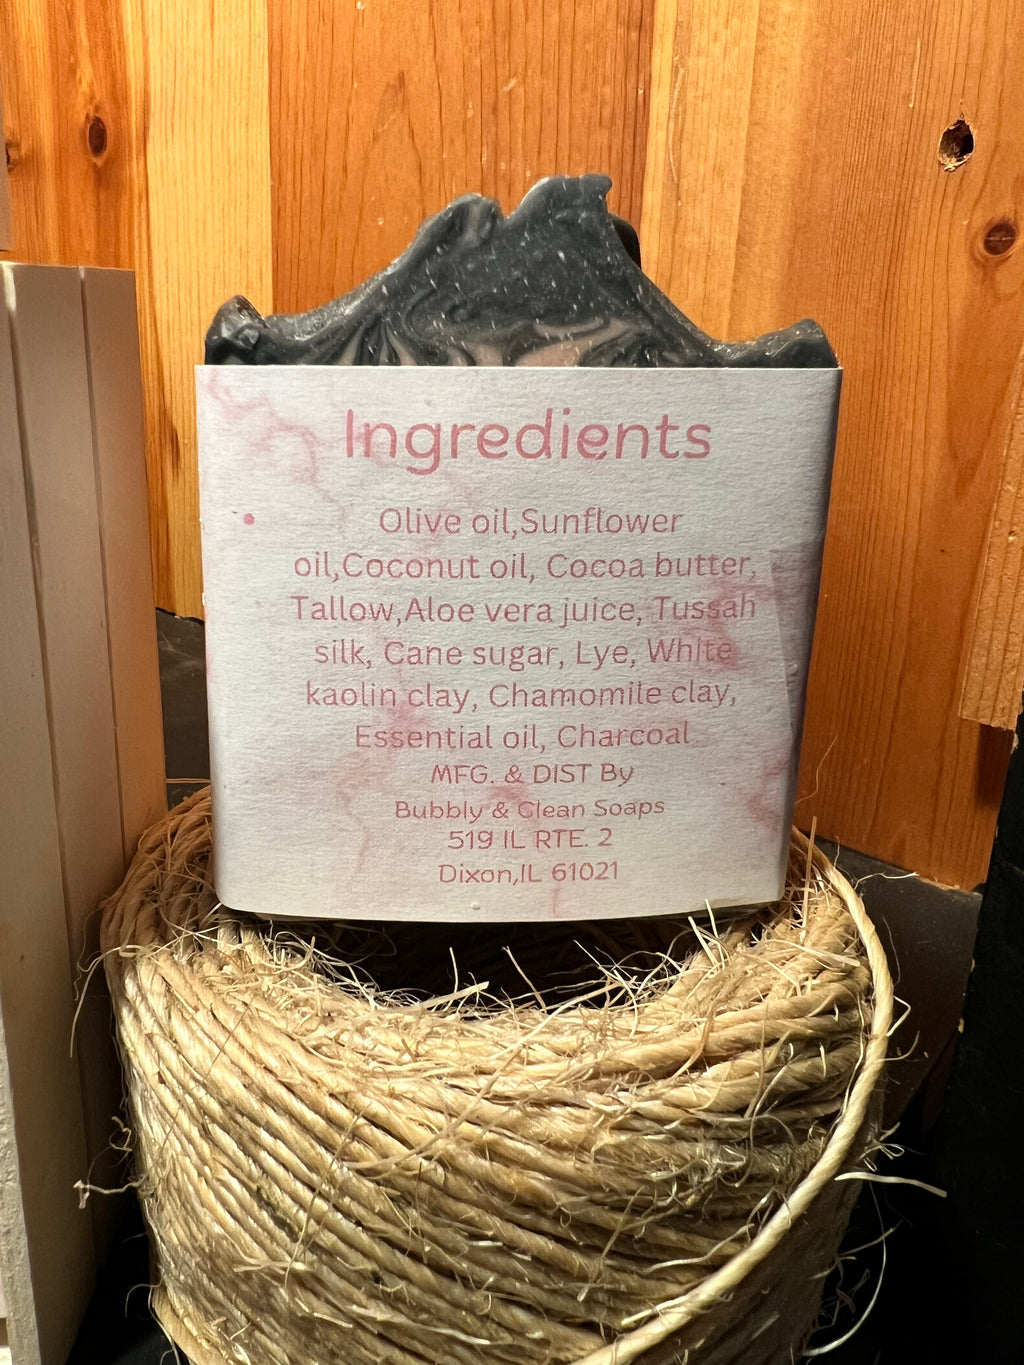 Ingredients
Olive oil,Sunflower
oil,Coconut oil, Cocoa butter,
Tallow,Aloe vera juice, Tussah
silk, Cane sugar, Lye, White
kaolin clay, Chamomile clay,
Essential oil, Charcoal
MFG. & DIST By
Bubbly & Clean Soaps
519 IL RTE. 2
Dixon,IL 61021